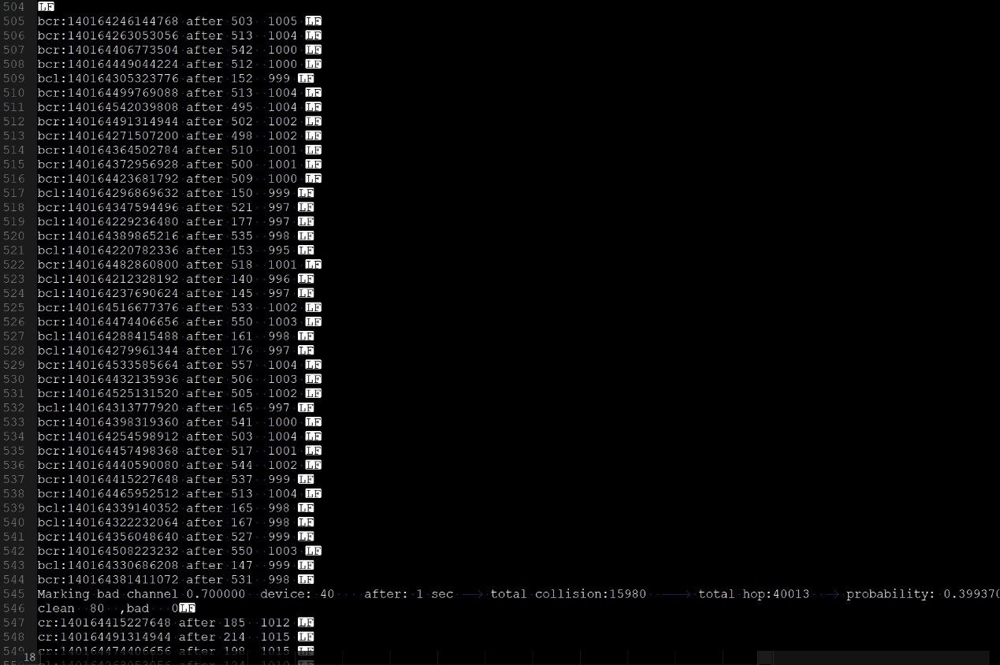 504 LF
505 bcr:140164246144768 after 503  1005 LF
506 bcr:140164263053056 after 513  1004 LF
507 bcr:140164406773504 after 542  1000 LF
508 bcr:140164449044224 after 512  1000 LF
509 bcl:140164305323776 after 152  999 LF
510 bcr:140164499769088 after 513  1004 LF
511 bcr:140164542039808 after 495  1004 LF
512 bcr:140164491314944 after 502  1002 LF
513 bcr:140164271507200 after 498  1002 LF
514 bcr:140164364502784 after 510  1001 LF
515 bcr:140164372956928 after 500  1001 LF
516 bcr:140164423681792 after 509  1000 LF
517 bcl:140164296869632 after 150  999 LF
518 bcr:140164347594496 after 521  997 LF
519 bcl:140164229236480 after 177  997 LF
520 bcr:140164389865216 after 535  998 LF
521 bcl:140164220782336 after 153  995 LF
522 bcr:140164482860800 after 518  1001 LF
523 bcl:140164212328192 after 140  996 LF
524 bcl:140164237690624 after 145  997 LF
525 bcr:140164516677376 after 533  1002 LF
526 bcr:140164474406656 after 550  1003 LF
527 bcl:140164288415488 after 161  998 LF
528 bcl:140164279961344 after 176  997 LF
529 bcr:140164533585664 after 557  1004 LF
530 bcr:140164432135936 after 506  1003 LF
531 bcr:140164525131520 after 505  1002 LF
532 bcl:140164313777920 after 165  997 LF
533 bcr:140164398319360 after 541  1000 LF
534 bcr:140164254598912 after 503  1004 LF
535 bcr:140164457498368 after 517  1001 LF
536 bcr:140164440590080 after 544  1002 LF
537 bcr:140164415227648 after 537  999 LF
538 bcr:140164465952512 after 513  1004 LF
539 bcl:140164339140352 after 165  998 LF
540 bcl:140164322232064 after 167  998 LF
541 bcr:140164356048640 after 527  999 LF
542 bcr:140164508223232 after 550  1003 LF
543 bcl:140164330686208 after 147  999 LF
544 bcr:140164381411072 after 531  998 LF
545 Marking bad channel 0.700000  device: 40    after: 1 sec → total collision:15980 → total hop:40013 → probability: 0.399370
546 clean  80  ,bad  0LF
547 cr:140164415227648 after 185  1012 LF
548 cr:140164491314944 after 214  1015 LF
549 cr:140164474406656 after 198  1015 LF
18